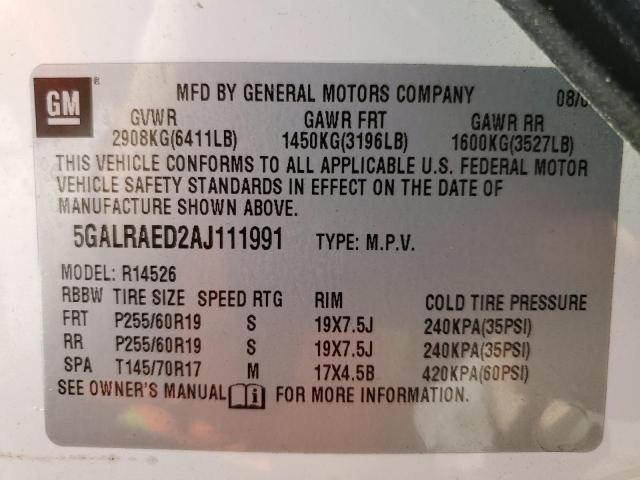 GM ®
MFD BY GENERAL MOTORS COMPANY 08/0
GVWR GAWR FRT GAWR RR
2908KG(6411LB) 1450KG(3196LB) 1600KG(3527LB)
THIS VEHICLE CONFORMS TO ALL APPLICABLE U.S. FEDERAL MOTOR
VEHICLE SAFETY STANDARDS IN EFFECT ON THE DATE OF
MANUFACTURE SHOWN ABOVE.
5GALRAED2AJ111991 TYPE: M.P.V.
MODEL: R14526
RBBW TIRE SIZE SPEED RTG RIM COLD TIRE PRESSURE
FRT P255/60R19 S 19X7.5J 240KPA(35PSI)
RR P255/60R19 S 19X7.5J 240KPA(35PSI)
SPA T145/70R17 M 17X4.5B 420KPA(60PSI)
SEE OWNER'S MANUAL i FOR MORE INFORMATION.